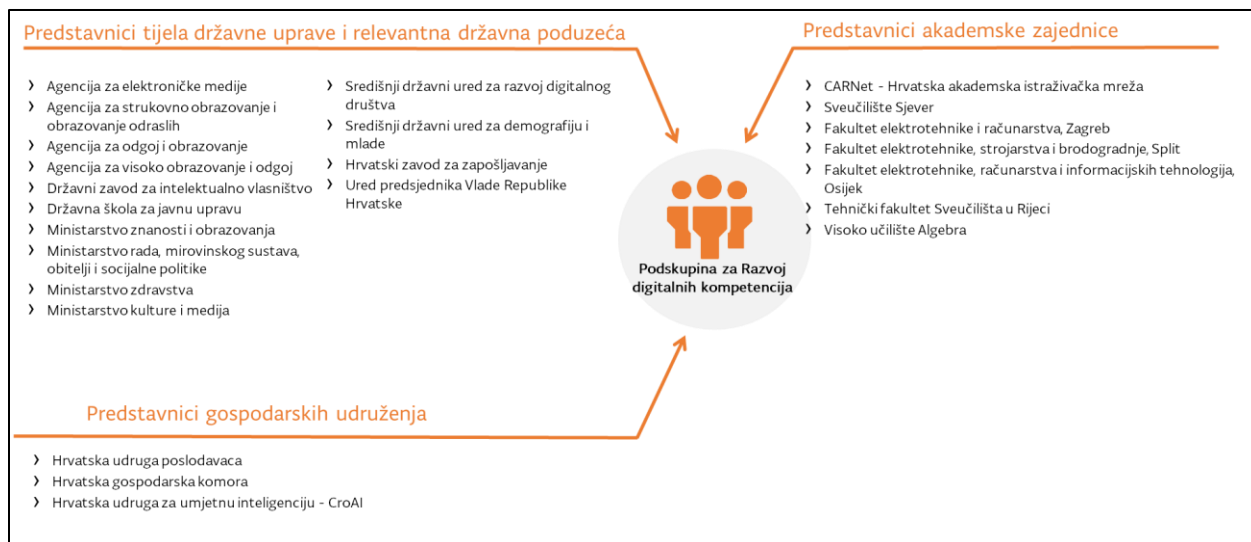 Predstavnici tijela državne uprave i relevantna državna poduzeća
› Agencija za elektroničke medije
› Agencija za strukovno obrazovanje i
obrazovanje odraslih
› Agencija za odgoj i obrazovanje
› Agencija za visoko obrazovanje i odgoj
› Državni zavod za intelektualno vlasništvo
› Državna škola za javnu upravu
› Ministarstvo znanosti i obrazovanja
› Ministarstvo rada, mirovinskog sustava,
obitelji i socijalne politike
› Ministarstvo zdravstva
› Ministarstvo kulture i medija
› Središnji državni ured za razvoj digitalnog
društva
› Središnji državni ured za demografiju i
mlade
› Hrvatski zavod za zapošljavanje
› Ured predsjednika Vlade Republike
Hrvatske
Predstavnici akademske zajednice
› CARNet - Hrvatska akademska istraživačka mreža
› Sveučilište Sjever
› Fakultet elektrotehnike i računarstva, Zagreb
› Fakultet elektrotehnike, strojarstva i brodogradnje, Split
› Fakultet elektrotehnike, računarstva i informacijskih tehnologija,
Osijek
› Tehnički fakultet Sveučilišta u Rijeci
› Visoko učilište Algebra
Podskupina za Razvoj
digitalnih kompetencija
Predstavnici gospodarskih udruženja
› Hrvatska udruga poslodavaca
› Hrvatska gospodarska komora
› Hrvatska udruga za umjetnu inteligenciju - CroAI